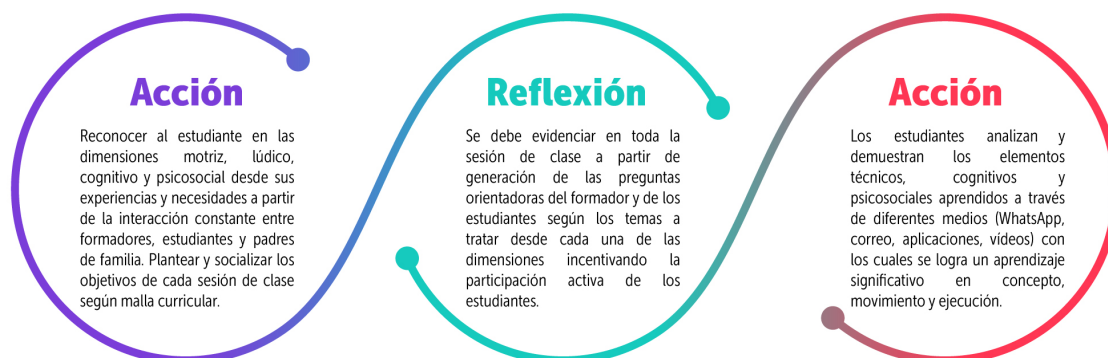 Acción
Reconocer al estudiante en las
dimensiones motriz, lúdico,
cognitivo y psicosocial desde sus
experiencias y necesidades a partir
de la interacción constante entre
formadores, estudiantes y padres
de familia. Plantear y socializar los
objetivos de cada sesión de clase
según malla curricular.
Reflexión
Se debe evidenciar en toda la
sesión de clase a partir de
generación de las preguntas
orientadoras del formador y de los
estudiantes según los temas a
tratar desde cada una de las
dimensiones incentivando la
participación activa de los
estudiantes.
Acción
Los estudiantes analizan y
demuestran los elementos
técnicos, cognitivos y
psicosociales aprendidos a través
de diferentes medios (WhatsApp,
correo, aplicaciones, vídeos) con
los cuales se logra un aprendizaje
significativo en concepto,
movimiento y ejecución.